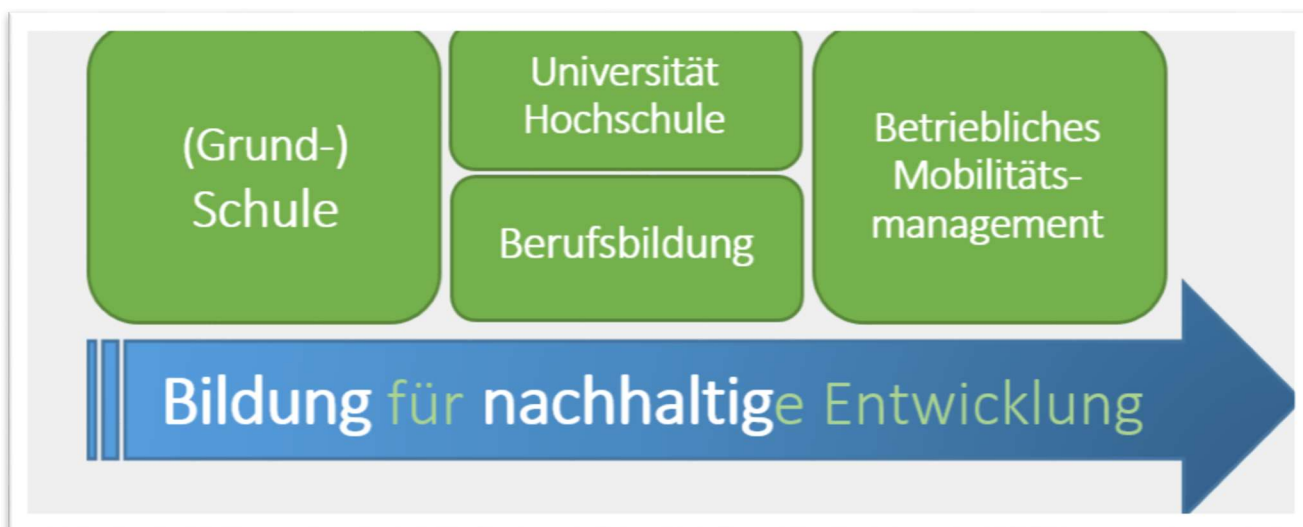 (Grund-)
Schule
Universität
Hochschule
Berufsbildung
Betriebliches
Mobilitäts-
management
Bildung für nachhaltige Entwicklung